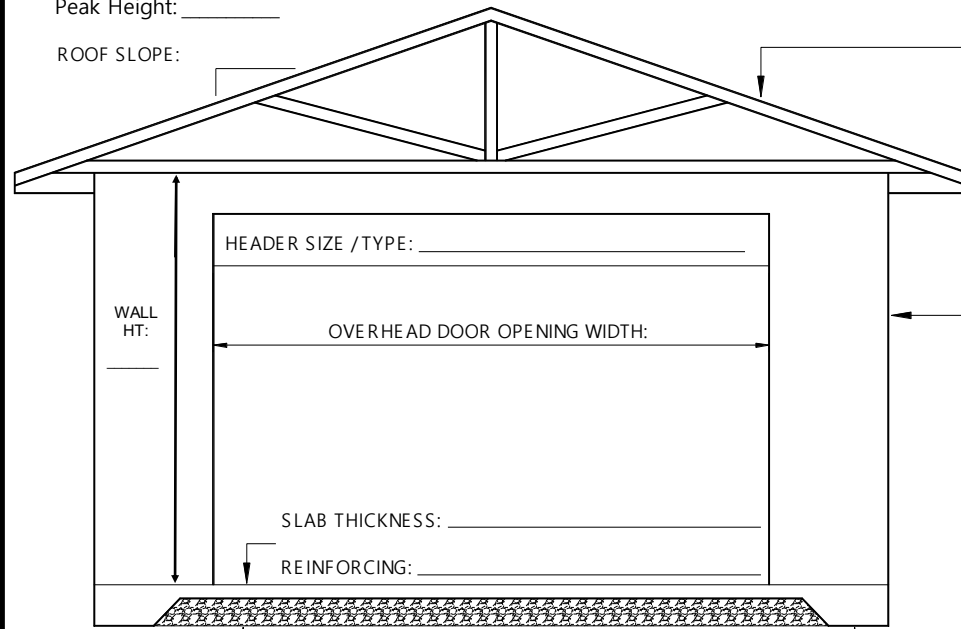 Peak Height: _________
ROOF SLOPE:
HEADER SIZE / TYPE: ______________________________
WALL
HT:
_____
OVERHEAD DOOR OPENING WIDTH:
SLAB THICKNESS: _____________________________
REINFORCING: ________________________________